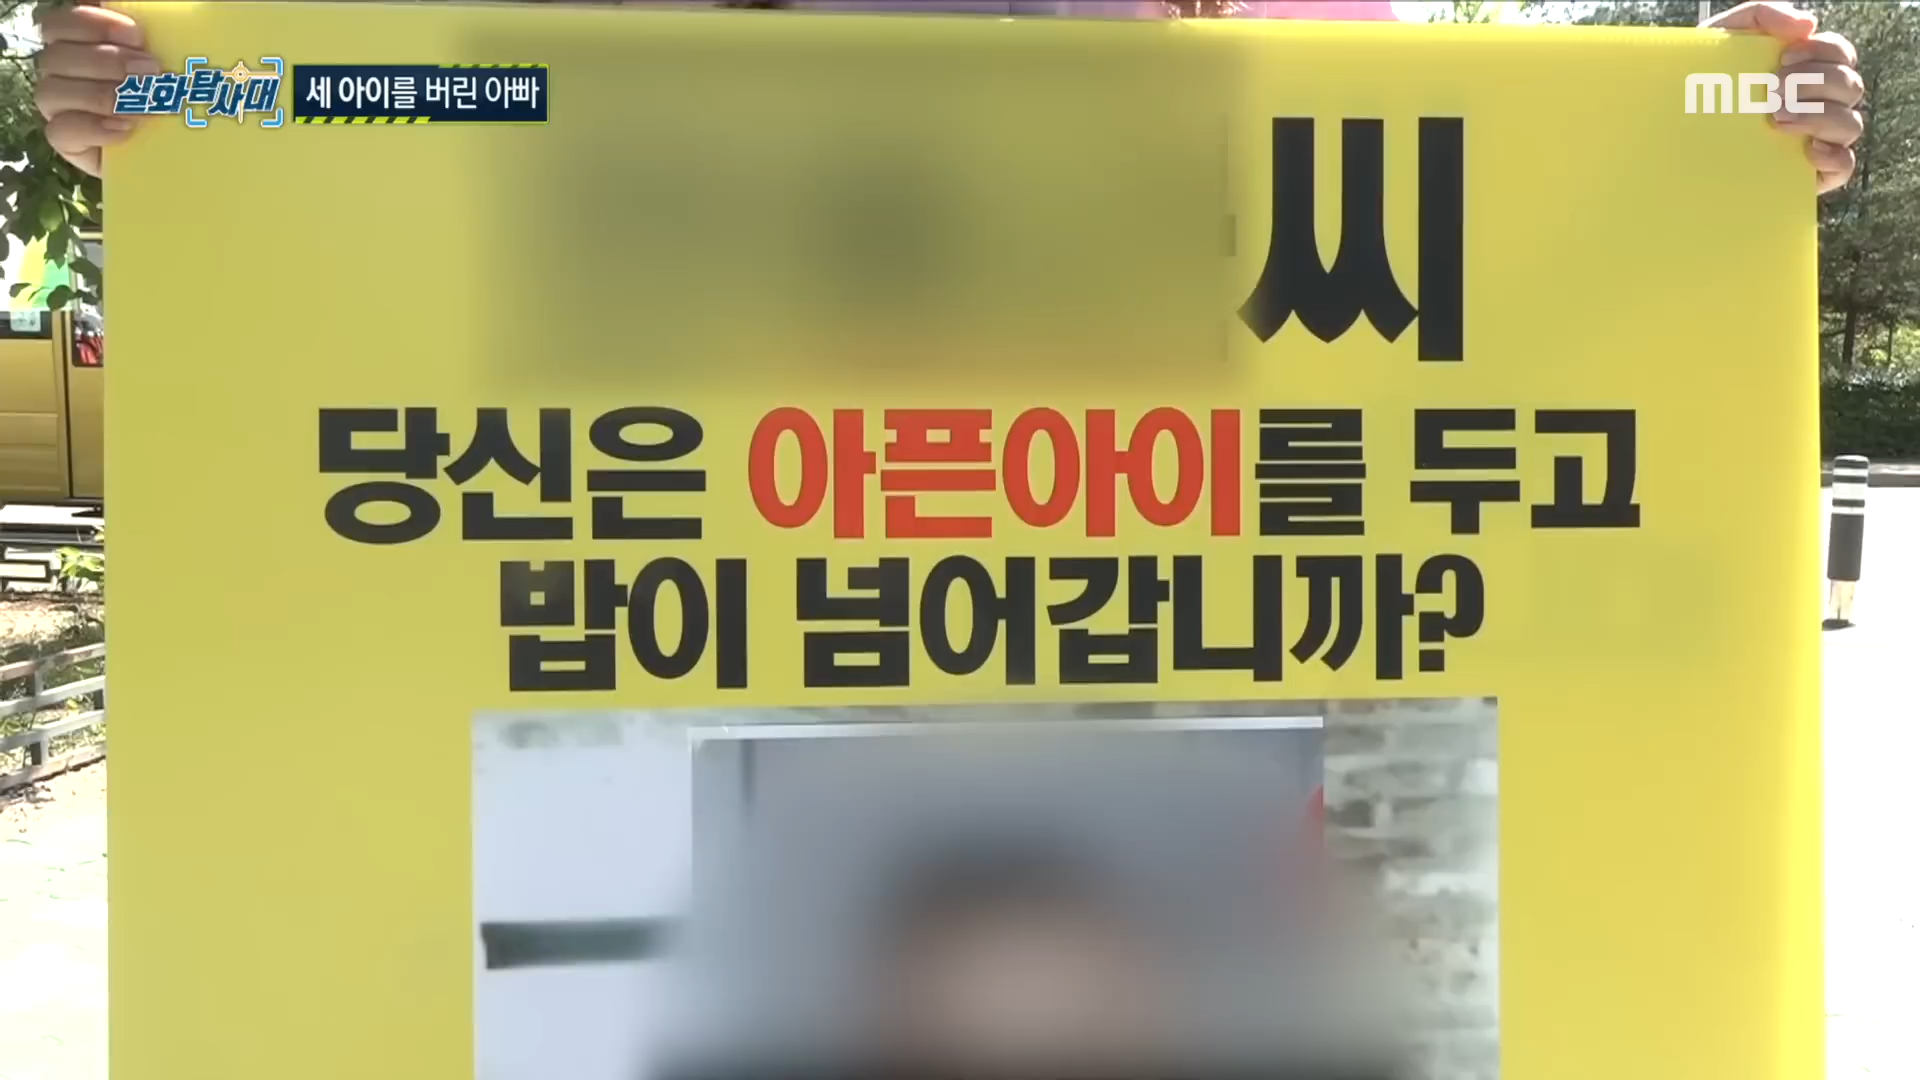 실화탐사대 세 아이를 버린 아빠
MBC
씨
당신은 아픈아이를 두고
밥이 넘어갑니까?